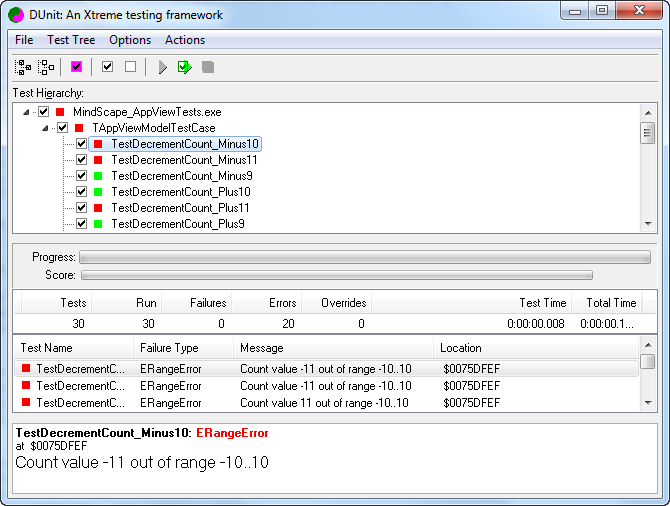 DUnit: An Xtreme testing framework
File Test Tree Options Actions
Test Hierarchy:
MindScape_AppViewTests.exe
TAppViewModelTestCase
TestDecrementCount_Minus10
TestDecrementCount_Minus11
TestDecrementCount_Minus9
TestDecrementCount_Plus10
TestDecrementCount_Plus11
TestDecrementCount_Plus9
Progress:
Score:
Tests Run Failures Errors Overrides Test Time Total Time
30 30 0 20 0 0:00:00.008 0:00:00.1...
Test Name Failure Type Message Location
TestDecrementC... ERangeError Count value -11 out of range -10..10 $0075DFEF
TestDecrementC... ERangeError Count value -11 out of range -10..10 $0075DFEF
TestDecrementC... ERangeError Count value 11 out of range -10..10 $0075DFEF
TestDecrementCount_Minus10: ERangeError
at $0075DFEF
Count value -11 out of range -10..10